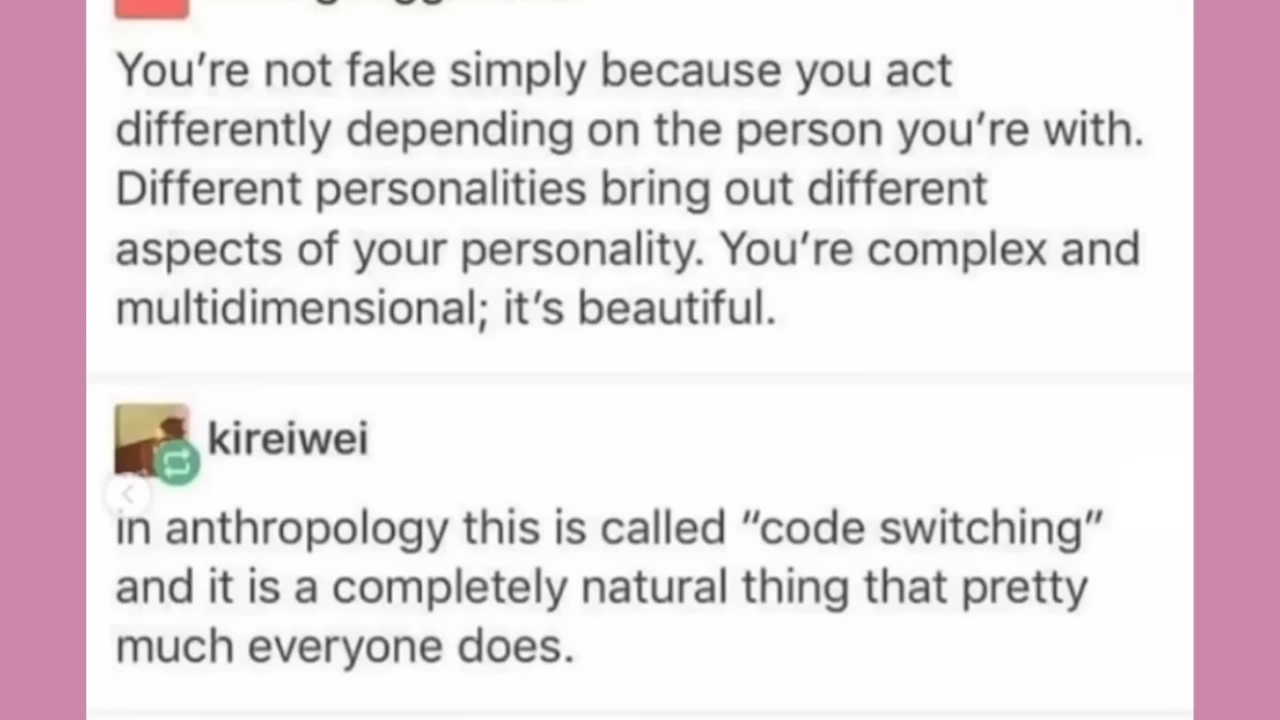 You’re not fake simply because you act
differently depending on the person you’re with.
Different personalities bring out different
aspects of your personality. You’re complex and
multidimensional; it’s beautiful.
kireiwei
in anthropology this is called “code switching”
and it is a completely natural thing that pretty
much everyone does.